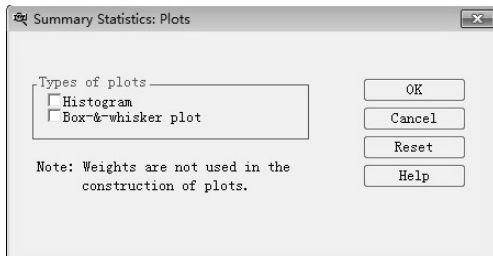 Summary Statistics: Plots
Types of plots
Histogram
Box-&-whisker plot
Note: Weights are not used in the
construction of plots.
OK
Cancel
Reset
Help